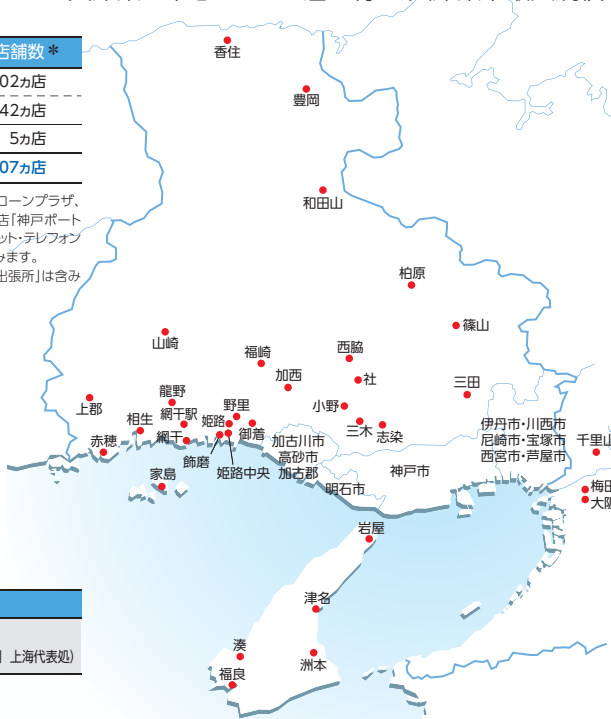 店舗数＊
02ヵ店
42ヵ店
5ヵ店
07ヵ店
ローンプラザ、
店「神戸ポート
ット・テレフォン
みます。
出張所」は含み
上海代表処)
香住
豊岡
和田山
柏原
篠山
山崎
福崎
西脇
加西
社
三田
上郡
龍野
相生
網干駅
姫路
野里
小野
三木
志染
赤穂
網干
飾磨
御着
姫路中央
加古川市
高砂市
加古郡
明石市
神戸市
伊丹市・川西市
尼崎市・宝塚市
西宮市・芦屋市
千里山
梅田
大阪
家島
岩屋
津名
湊
洲本
福良